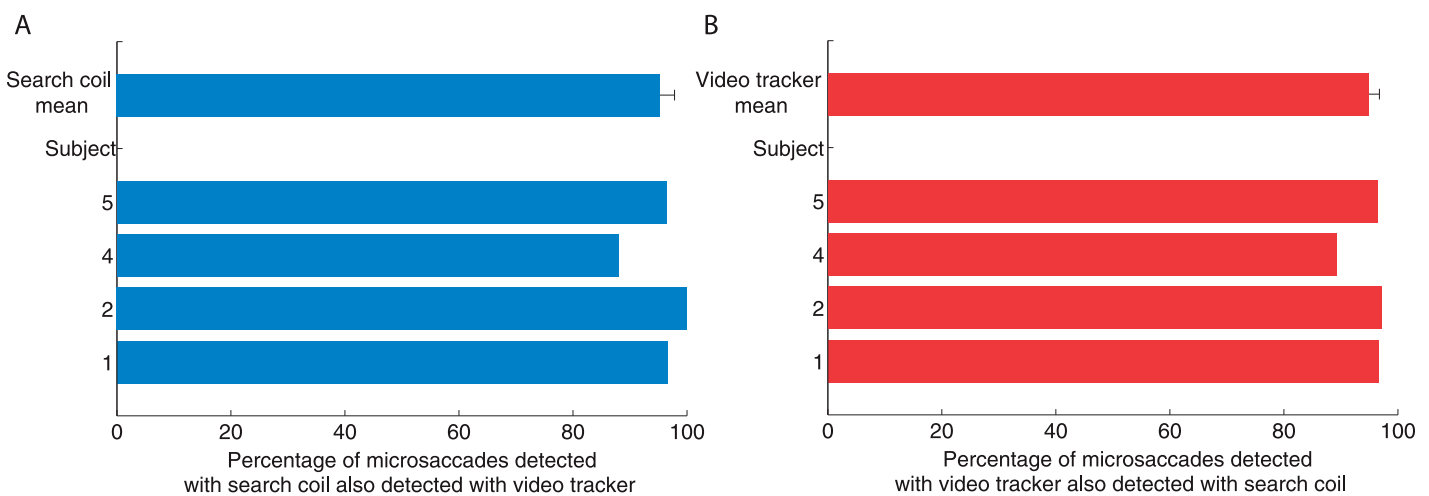 A
Search coil
mean
Subject
5
4
2
1
0 20 40 60 80 100
Percentage of microsaccades detected
with search coil also detected with video tracker
B
Video tracker
mean
Subject
5
4
2
1
0 20 40 60 80 100
Percentage of microsaccades detected
with video tracker also detected with search coil